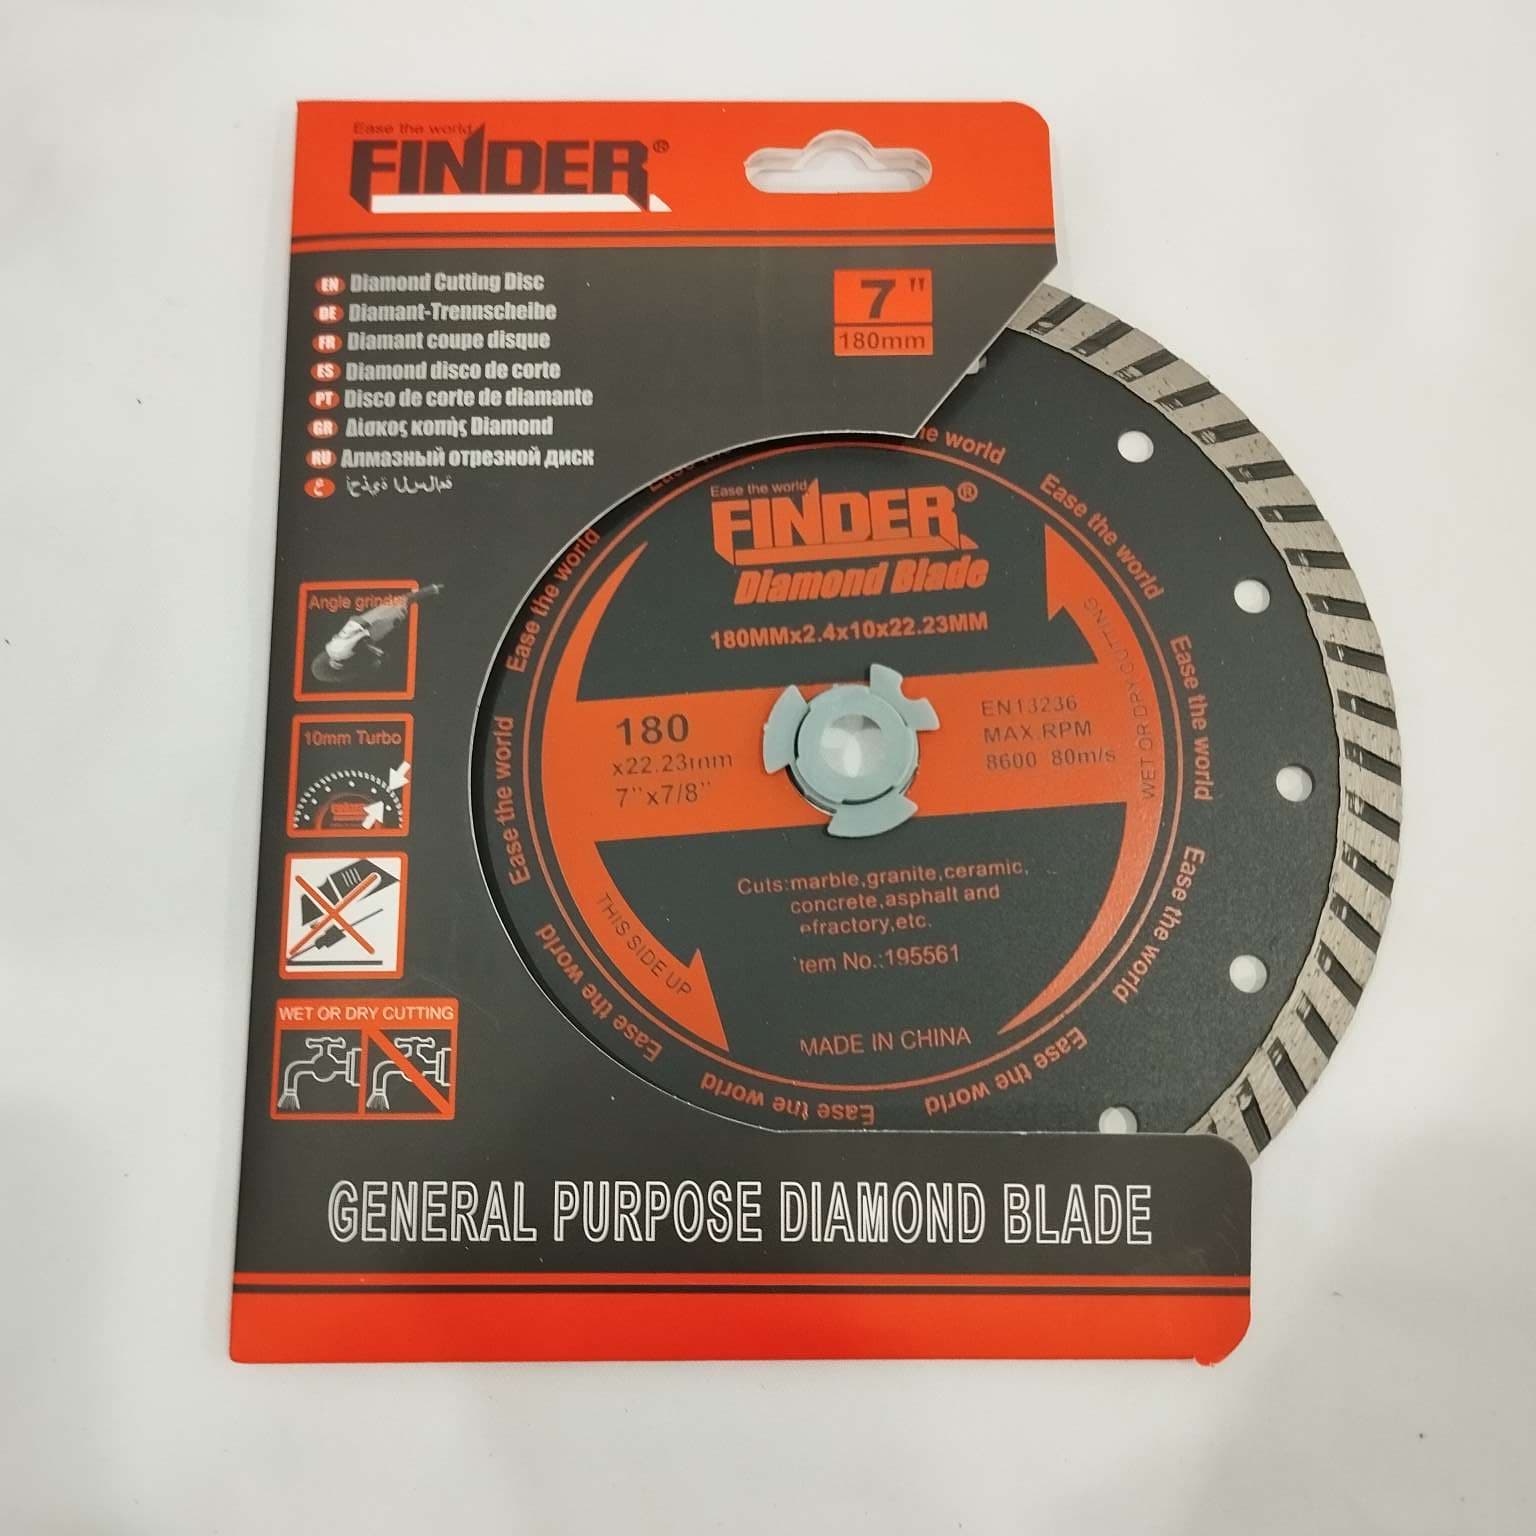 Ease the world
FINDER®
EN Diamond Cutting Disc
DE Diamant-Trennscheibe
FR Diamant coupe disque
ES Diamond disco de corte
PT Disco de corte de diamante
GR Δίσκος κοπής Diamond
RU Алмазный отрезной диск
ع
7"
180mm
Angle grinder
10mm Turbo
WET OR DRY CUTTING
Ease the world
FINDER®
Diamond Blade
180MMx2.4x10x22.23MM
180
x22.23mm
7"x7/8"
EN13236
MAX.RPM
8600 80m/s
WET OR DRY CUTTING
THIS SIDE UP
Cuts:marble,granite,ceramic,
concrete,asphalt and
efractory,etc.
tem No.:195561
MADE IN CHINA
Ease the
he world
Ease the world
Ease the world
Ease the world
Ease the world
Ease the world
Ease the world
Ease the world
Ease the world
Ease the world
GENERAL PURPOSE DIAMOND BLADE